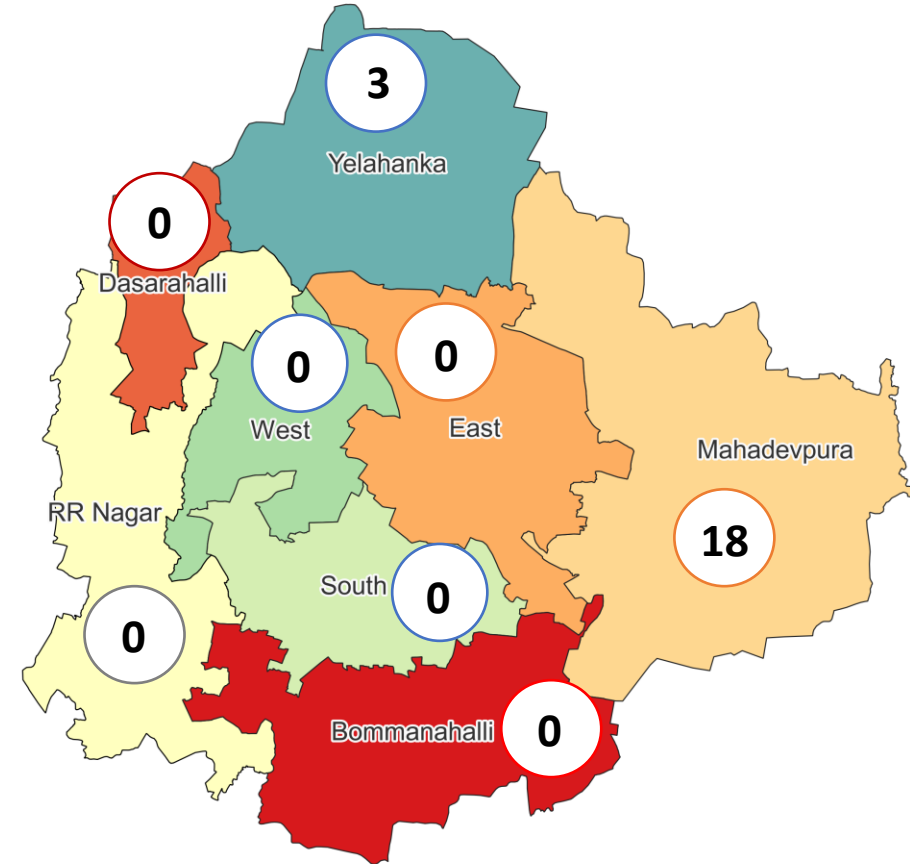 3
Yelahanka
0
Dasarahalli
0
0
West
East
Mahadevpura
RR Nagar
18
South
0
0
Bommanahalli
0